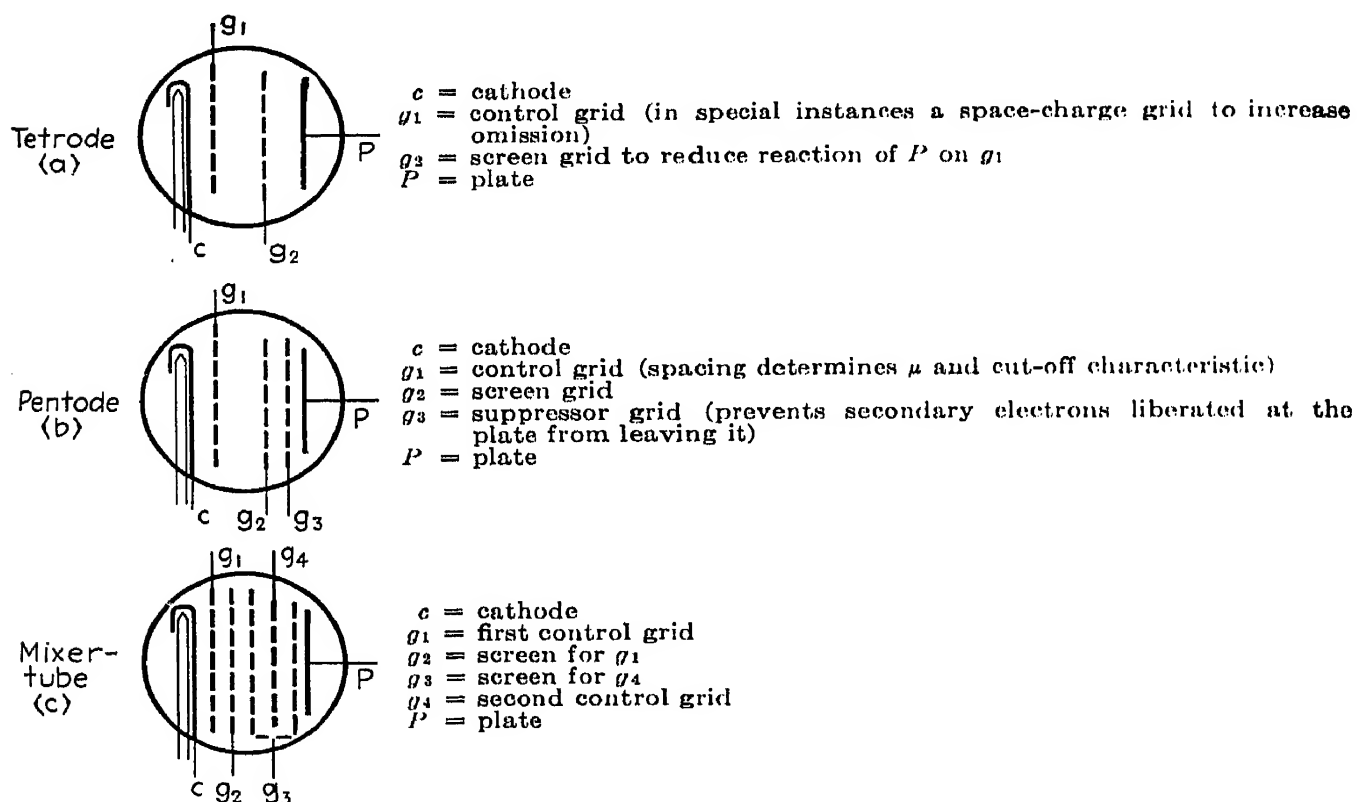 g1
Tetrode
(a)
P
c
g2
c = cathode
g1 = control grid (in special instances a space-charge grid to increase
omission)
g2 = screen grid to reduce reaction of P on g1
P = plate
g1
Pentode
(b)
P
c
g2
g3
c = cathode
g1 = control grid (spacing determines μ and cut-off characteristic)
g2 = screen grid
g3 = suppressor grid (prevents secondary electrons liberated at the
plate from leaving it)
P = plate
g1
g4
Mixer-
tube
(c)
P
c
g2
g3
c = cathode
g1 = first control grid
g2 = screen for g1
g3 = screen for g4
g4 = second control grid
P = plate